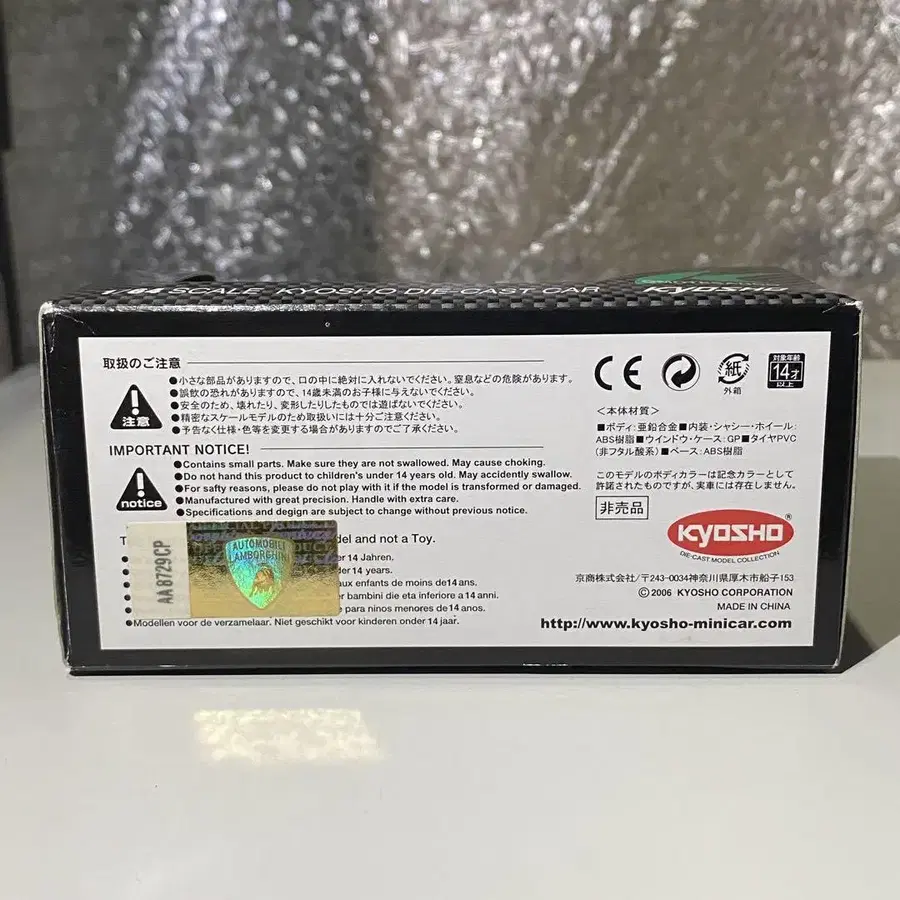 1/64 SCALE KYOSHO DIE-CAST CAR
KYOSHO
取扱のご注意
注意
●小さな部品がありますので、口の中に絶対に入れないでください。窒息などの危険があります。
●誤飲の恐れがありますので、14歳未満のお子様に与えないでください。
●安全のため、壊れたり、変形したりしたものでは遊ばないでください。
●精密なスケールモデルのため取扱いには十分ご注意ください。
●予告なく仕様・色等を変更する場合がありますのでご了承ください。
IMPORTANT NOTICE!
notice
●Contains small parts. Make sure they are not swallowed. May cause choking.
●Do not hand this product to children's under 14 years old. May accidently swallow.
●For safty reasons, please do not play with it if the model is transformed or damaged.
●Manufactured with great precision. Handle with extra care.
●Specifications and degign are subject to change without previous notice.
del and not a Toy.
er 14 Jahren.
er 14 years.
aux enfants de moins de 14 ans.
er bambini die eta inferiore a 14 anni.
para ninos menores de 14 anos.
●Modellen voor de verzamelaar. Niet geschikt voor kinderen onder 14 jaar.
AA 8729CP
AUTOMOBILI
LAMBORGHINI
CE
紙
外箱
対象年齢
14才
以上
<本体材質>
■ボディ:亜鉛合金■内装・シャシー・ホイール:
ABS樹脂■ウインドウ・ケース:GP■タイヤPVC
(非フタル酸系)■ベース:ABS樹脂
このモデルのボディカラーは記念カラーとして
許諾されたものですが、実車には存在しません。
非売品
KYOSHO®
DIE-CAST MODEL COLLECTION
京商株式会社/〒243-0034神奈川県厚木市船子153
©2006 KYOSHO CORPORATION
MADE IN CHINA
http://www.kyosho-minicar.com